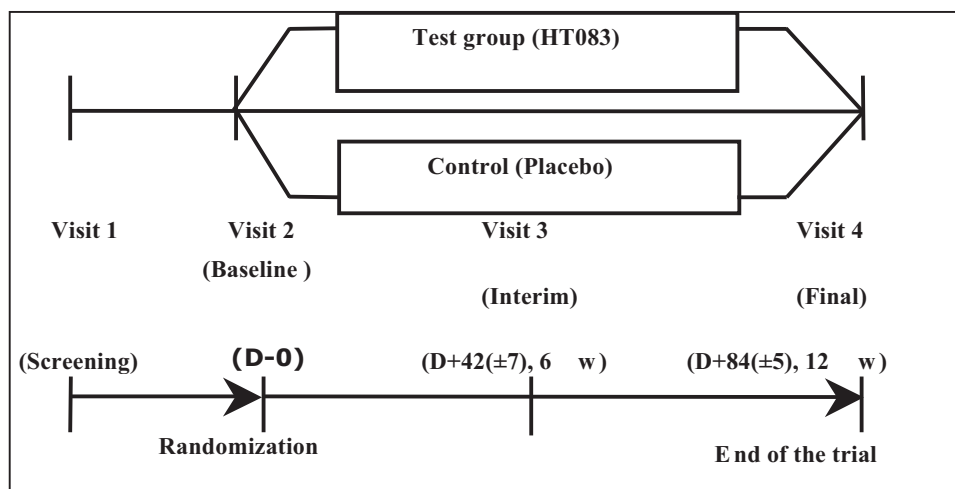 Test group (HT083)
Control (Placebo)
Visit 1 Visit 2 Visit 3 Visit 4
(Baseline )
(Interim) (Final)
(Screening) (D-0) (D+42(±7), 6 w) (D+84(±5), 12 w)
Randomization End of the trial